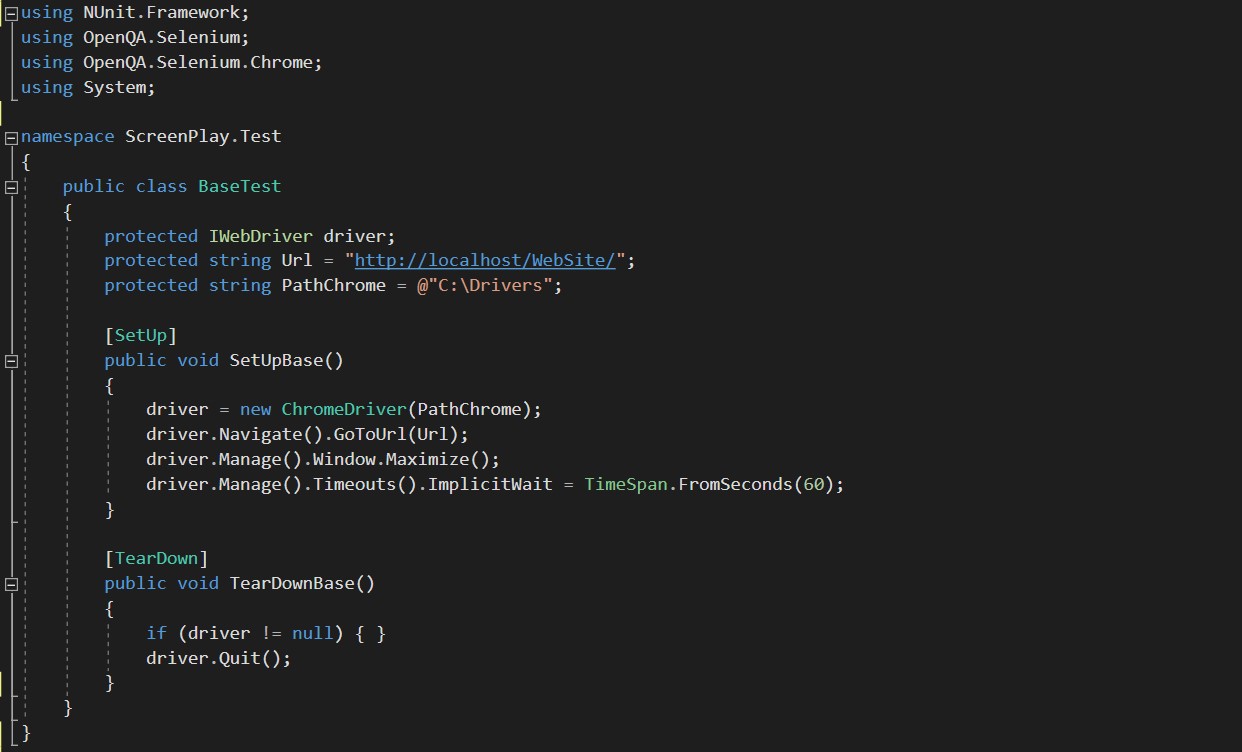 using NUnit.Framework;
using OpenQA.Selenium;
using OpenQA.Selenium.Chrome;
using System;
namespace ScreenPlay.Test
{
public class BaseTest
{
protected IWebDriver driver;
protected string Url = "http://localhost/WebSite/";
protected string PathChrome = @"C:\Drivers";
[SetUp]
public void SetUpBase()
{
driver = new ChromeDriver(PathChrome);
driver.Navigate().GoToUrl(Url);
driver.Manage().Window.Maximize();
driver.Manage().Timeouts().ImplicitWait = TimeSpan.FromSeconds(60);
}
[TearDown]
public void TearDownBase()
{
if (driver != null) { }
driver.Quit();
}
}
}